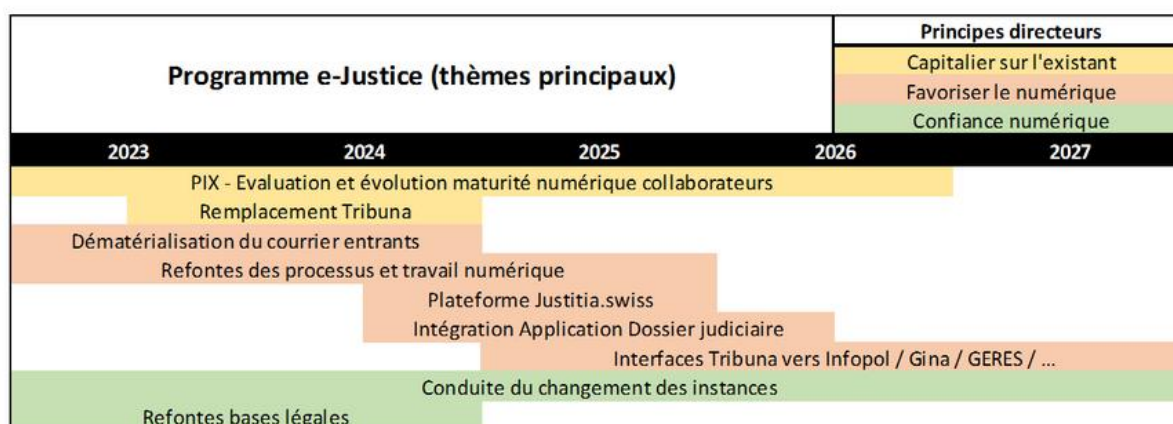 Programme e-Justice (thèmes principaux)
Principes directeurs
Capitalier sur l'existant
Favoriser le numérique
Confiance numérique
2023 2024 2025 2026 2027
PIX - Evaluation et évolution maturité numérique collaborateurs
Remplacement Tribuna
Dématérialisation du courrier entrants
Refontes des processus et travail numérique
Plateforme Justitia.swiss
Intégration Application Dossier judiciaire
Interfaces Tribuna vers Infopol / Gina / GERES / ...
Conduite du changement des instances
Refontes bases légales